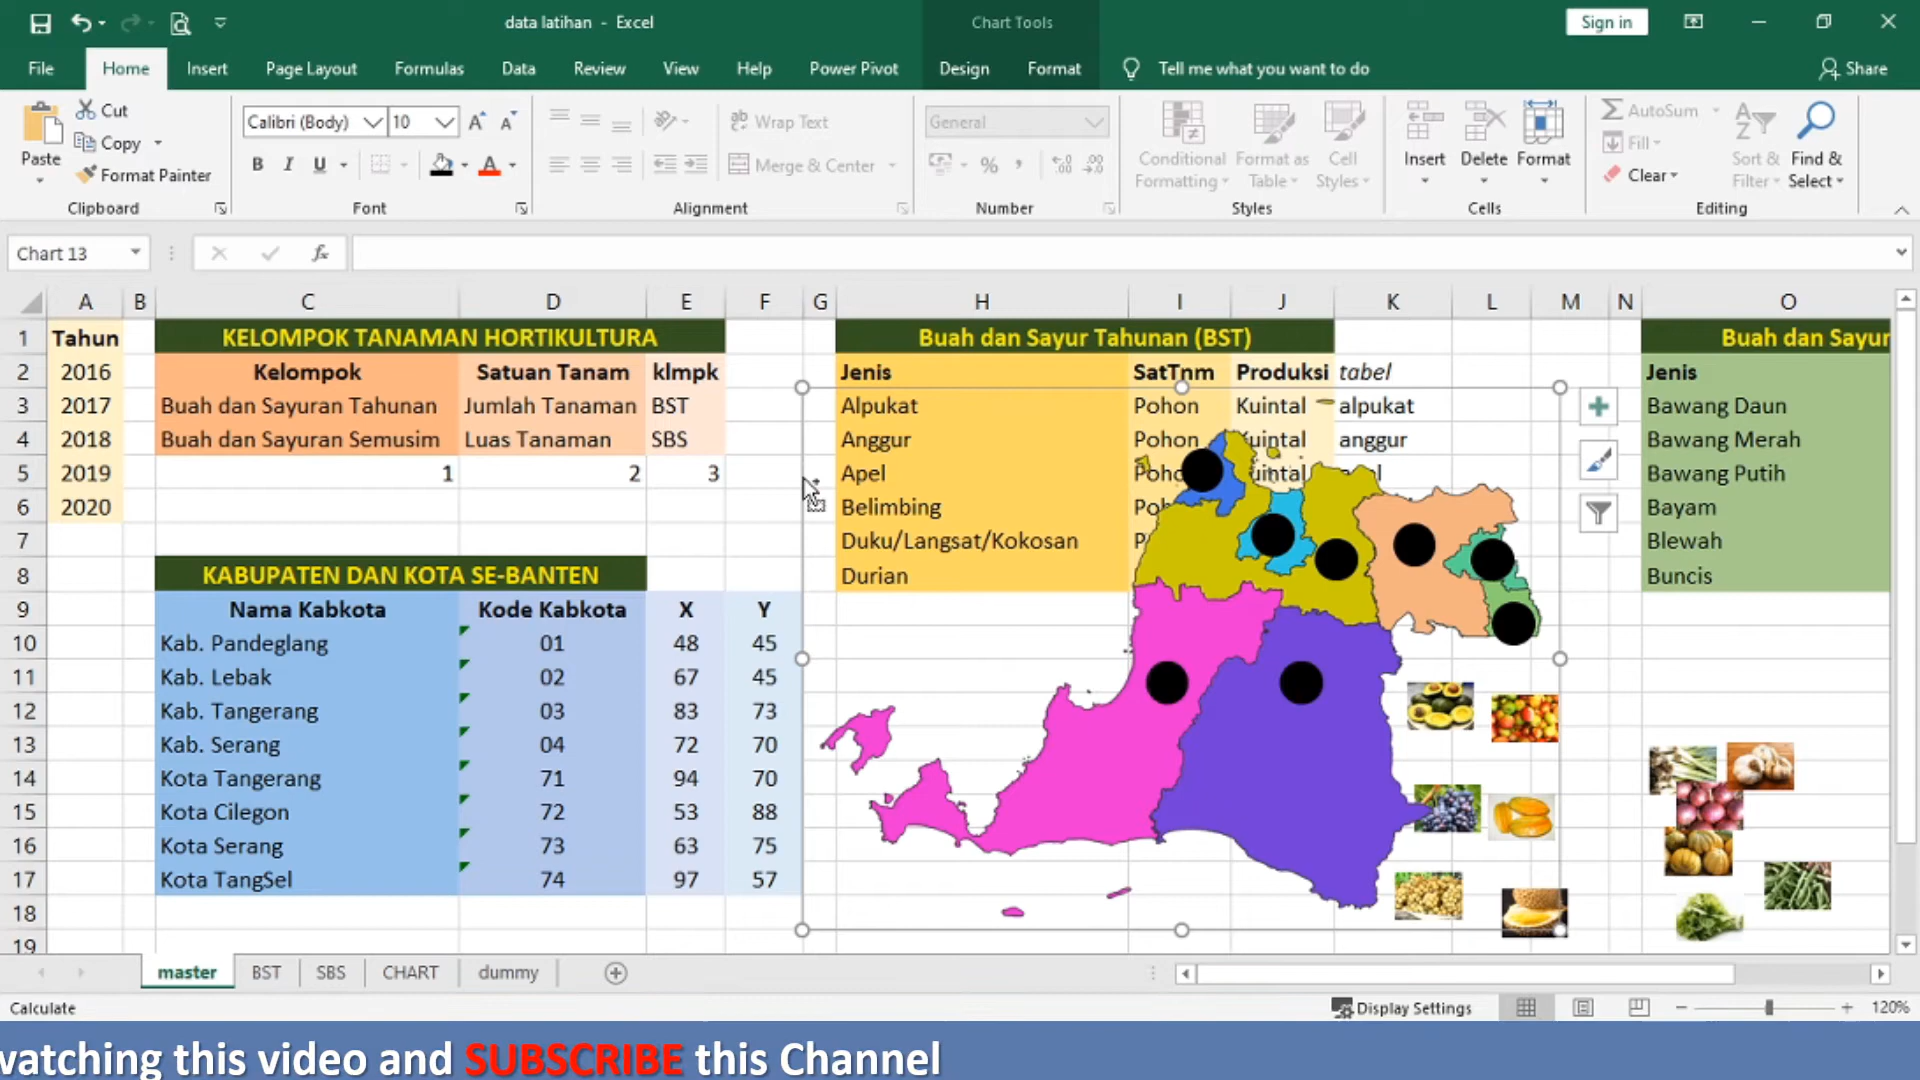 data latihan - Excel
Chart Tools
Sign in
File Home Insert Page Layout Formulas Data Review View Help Power Pivot Design Format Tell me what you want to do Share
Paste
Cut
Copy
Format Painter
Clipboard
Calibri (Body) 10
B I U A
Font
Wrap Text
Merge & Center
Alignment
General
%
Number
Conditional Formatting
Format as Table
Cell Styles
Styles
Insert Delete Format
Cells
AutoSum
Fill
Clear
Sort & Filter
Find & Select
Editing
Chart 13
fx
A B C D E F G H I J K L M N O
1 Tahun KELOMPOK TANAMAN HORTIKULTURA Buah dan Sayur Tahunan (BST) Buah dan Sayur
2 2016 Kelompok Satuan Tanam klmpk Jenis SatTnm Produksi tabel Jenis
3 2017 Buah dan Sayuran Tahunan Jumlah Tanaman BST Alpukat Pohon Kuintal alpukat Bawang Daun
4 2018 Buah dan Sayuran Semusim Luas Tanaman SBS Anggur Pohon Kuintal anggur Bawang Merah
5 2019 1 2 3 Apel Bawang Putih
6 2020 Belimbing Bayam
7 Duku/Langsat/Kokosan Blewah
8 KABUPATEN DAN KOTA SE-BANTEN Durian Buncis
9 Nama Kabkota Kode Kabkota X Y
10 Kab. Pandeglang 01 48 45
11 Kab. Lebak 02 67 45
12 Kab. Tangerang 03 83 73
13 Kab. Serang 04 72 70
14 Kota Tangerang 71 94 70
15 Kota Cilegon 72 53 88
16 Kota Serang 73 63 75
17 Kota TangSel 74 97 57
18
19
master BST SBS CHART dummy
Calculate Display Settings 120%
watching this video and SUBSCRIBE this Channel